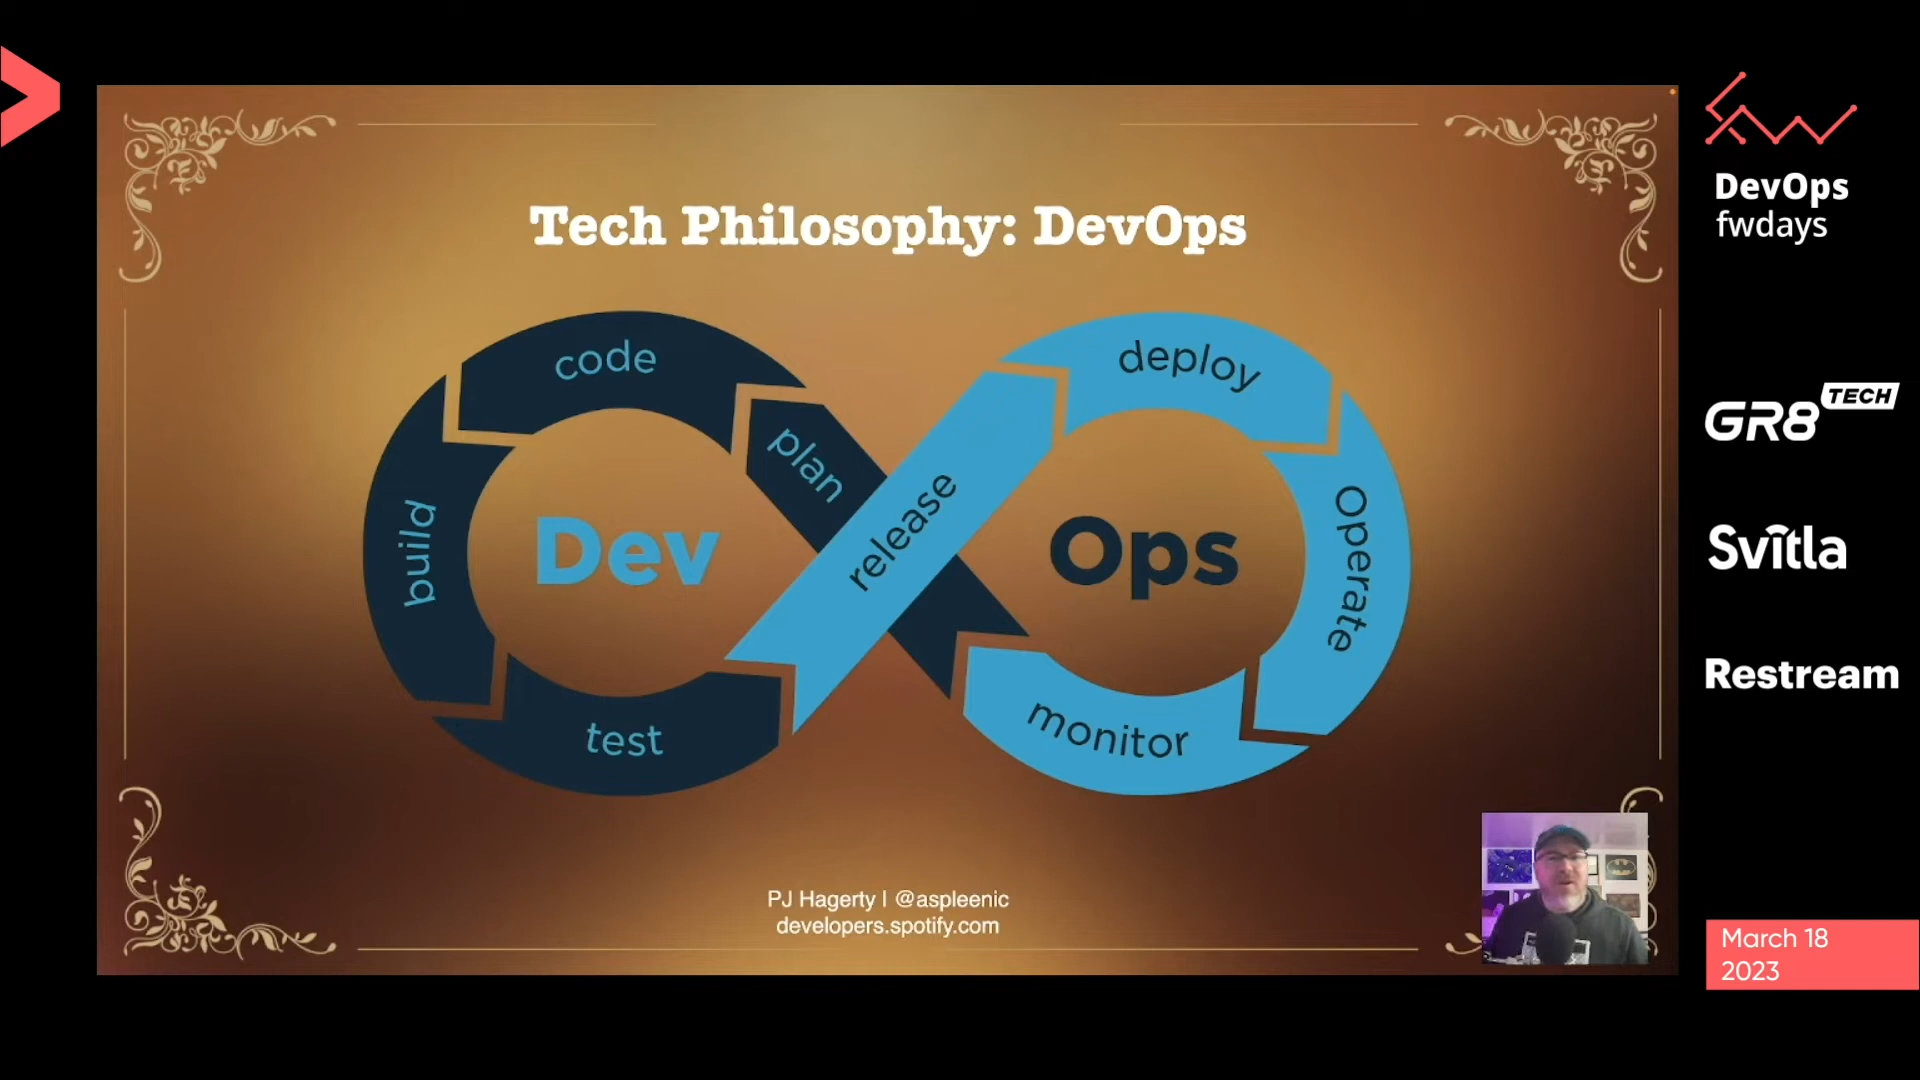 Tech Philosophy: DevOps
code
plan
build
Dev
test
release
deploy
Ops
Operate
monitor
PJ Hagerty | @aspleenic
developers.spotify.com
DevOps
fwdays
GR8 TECH
Svitla
Restream
March 18
2023